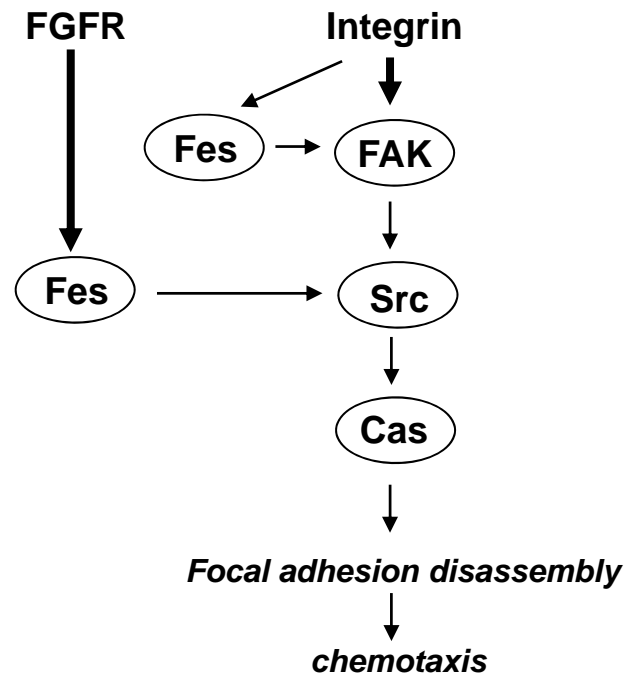 FGFR
Integrin
Fes
FAK
Fes
Src
Cas
Focal adhesion disassembly
chemotaxis